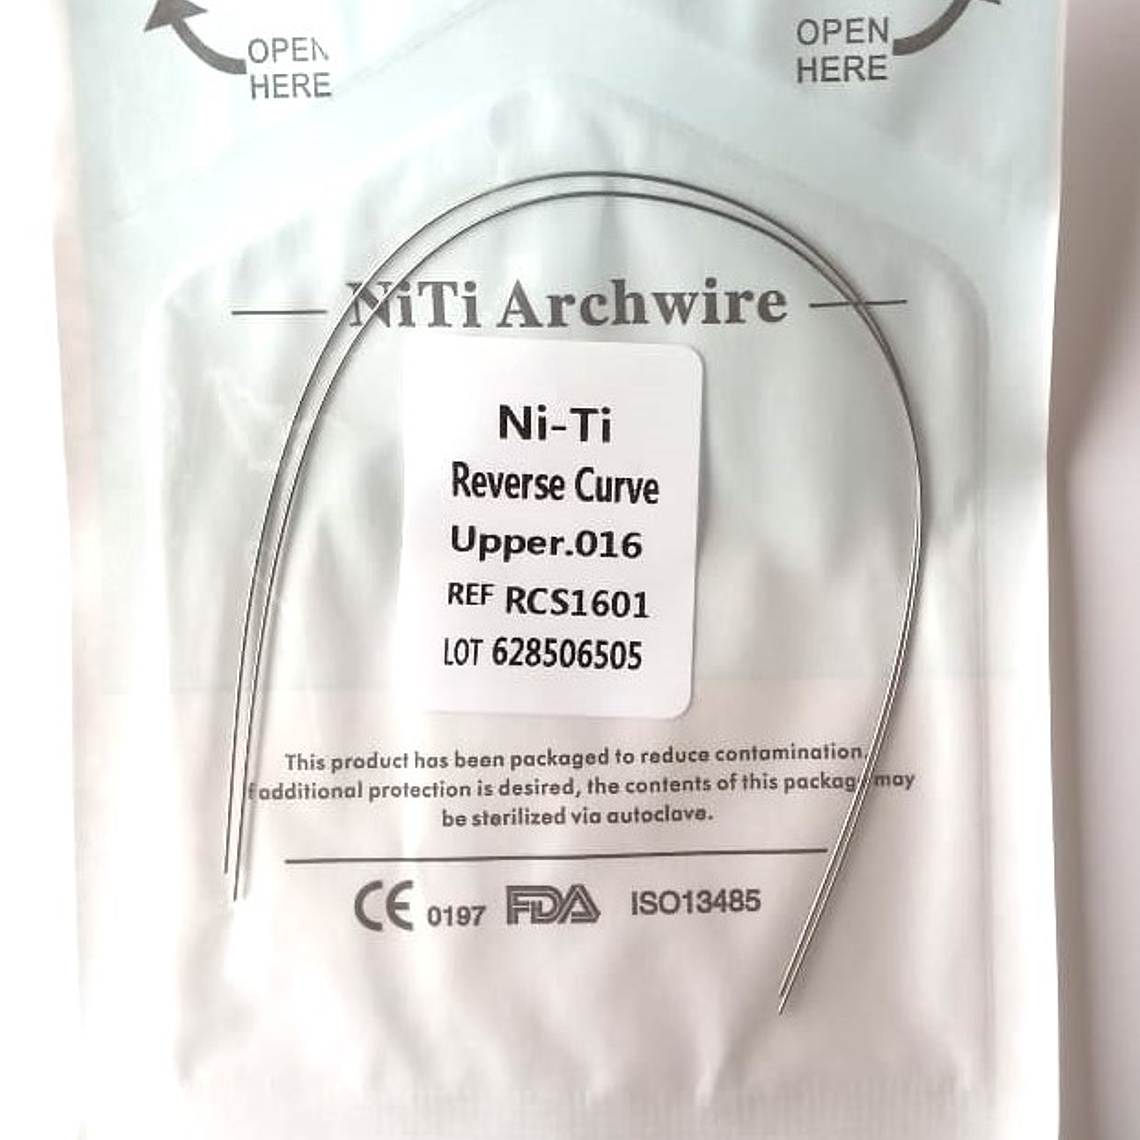 OPEN
HERE
OPEN
HERE
NiTi Archwire
Ni-Ti
Reverse Curve
Upper.016
REF RCS1601
LOT 628506505
This product has been packaged to reduce contamination.
f additional protection is desired, the contents of this package may
be sterilized via autoclave.
CE 0197 FDA ISO13485